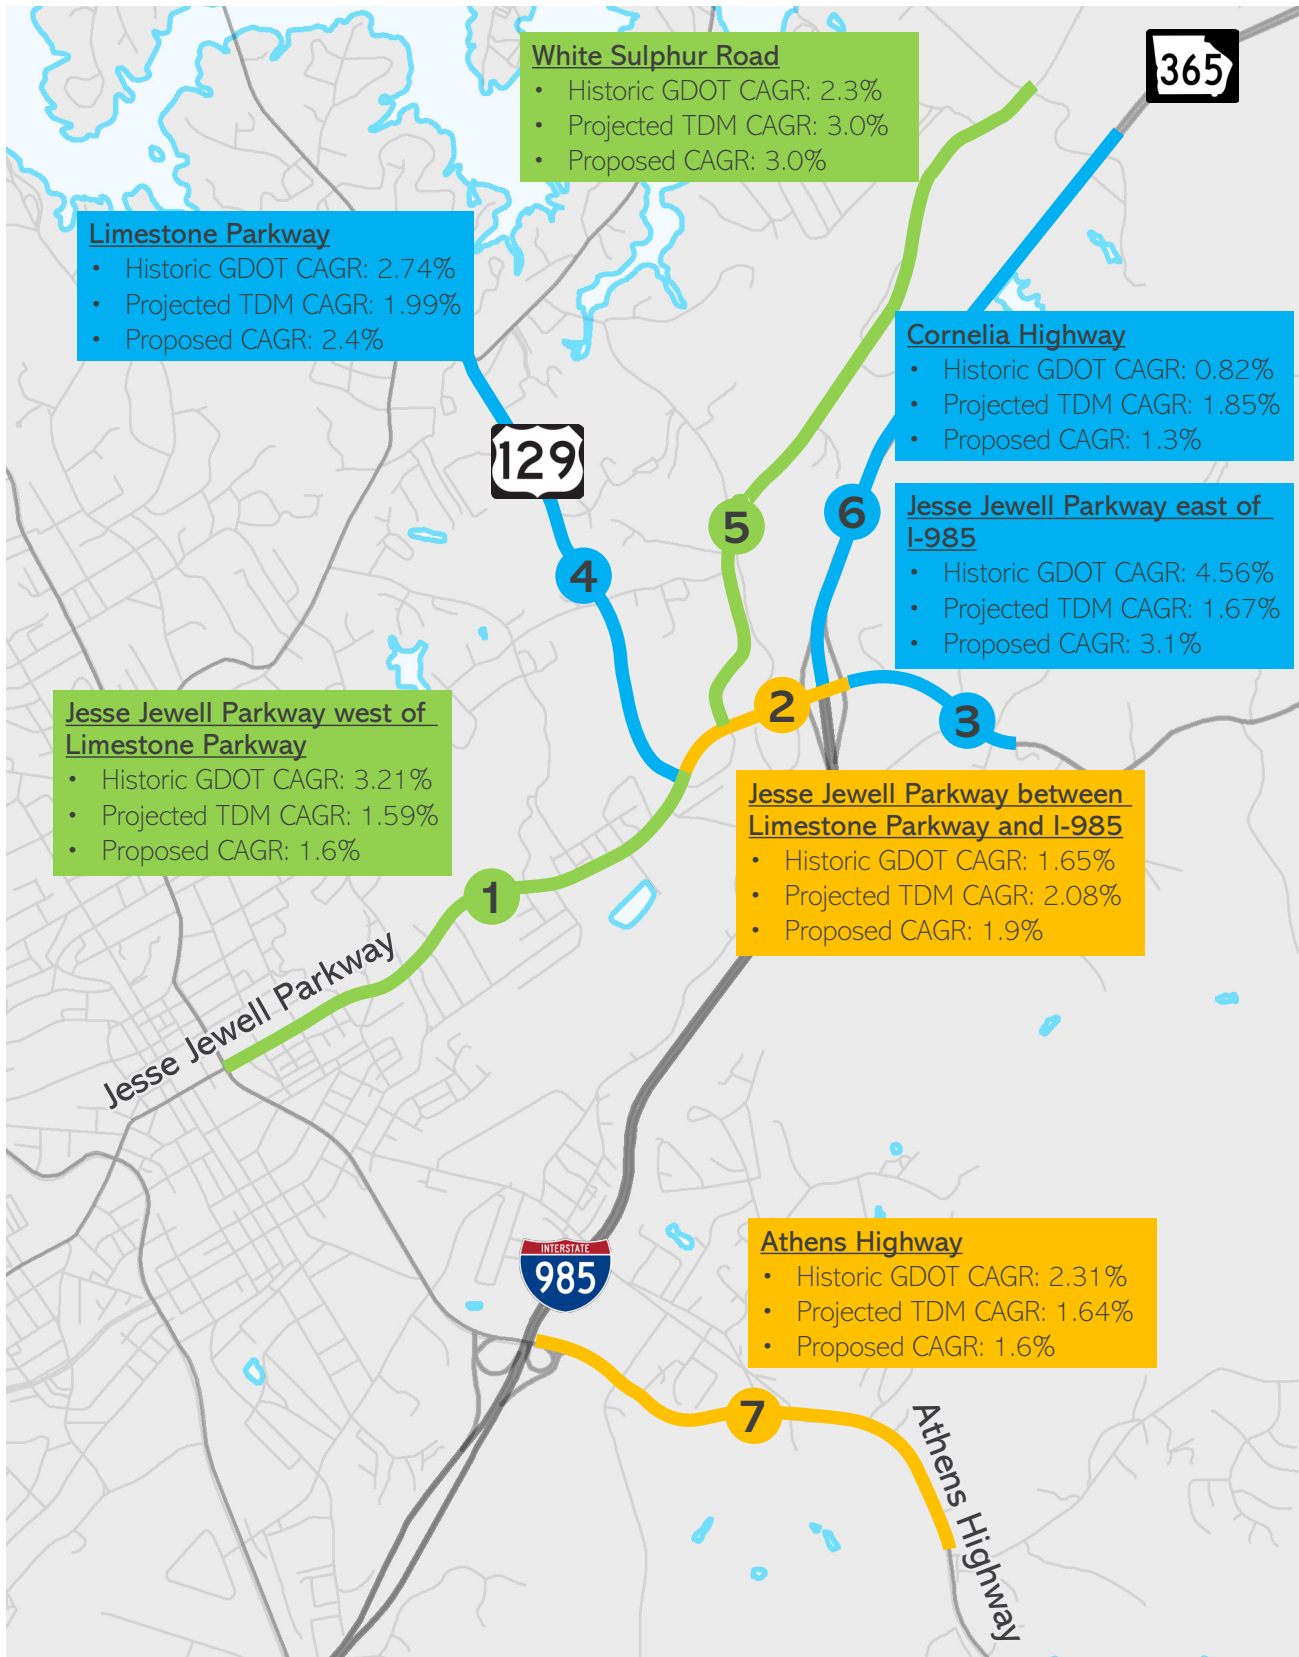 White Sulphur Road
• Historic GDOT CAGR: 2.3%
• Projected TDM CAGR: 3.0%
• Proposed CAGR: 3.0%
365
Limestone Parkway
• Historic GDOT CAGR: 2.74%
• Projected TDM CAGR: 1.99%
• Proposed CAGR: 2.4%
Cornelia Highway
• Historic GDOT CAGR: 0.82%
• Projected TDM CAGR: 1.85%
• Proposed CAGR: 1.3%
129
Jesse Jewell Parkway east of
I-985
• Historic GDOT CAGR: 4.56%
• Projected TDM CAGR: 1.67%
• Proposed CAGR: 3.1%
6
5
4
2
3
Jesse Jewell Parkway west of
Limestone Parkway
• Historic GDOT CAGR: 3.21%
• Projected TDM CAGR: 1.59%
• Proposed CAGR: 1.6%
Jesse Jewell Parkway between
Limestone Parkway and I-985
• Historic GDOT CAGR: 1.65%
• Projected TDM CAGR: 2.08%
• Proposed CAGR: 1.9%
1
Jesse Jewell Parkway
INTERSTATE
985
Athens Highway
• Historic GDOT CAGR: 2.31%
• Projected TDM CAGR: 1.64%
• Proposed CAGR: 1.6%
7
Athens Highway